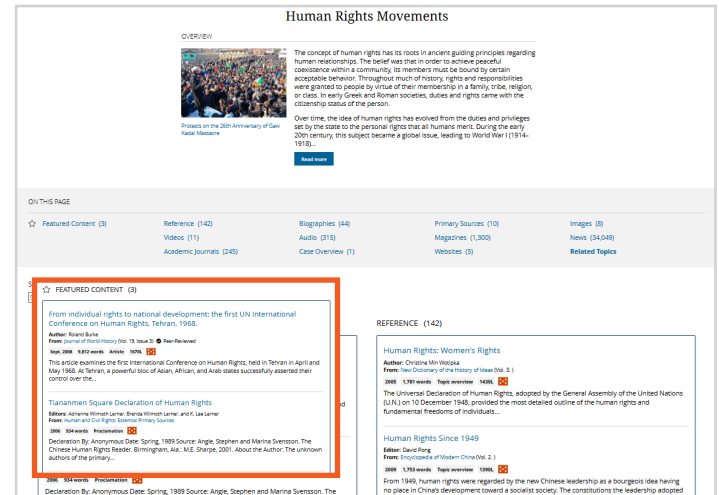 Human Rights Movements
OVERVIEW
Protests on the 26th Anniversary of Gaw
Kadal Massacre
The concept of human rights has its roots in ancient guiding principles regarding
human relationships. The belief was that in order to achieve peaceful
coexistence within a community, its members must be bound by certain
acceptable behavior. Throughout much of history, rights and responsibilities
were granted to people by virtue of their membership in a family, tribe, religion,
or class. In early Greek and Roman societies, duties and rights came with the
citizenship status of the person.
Over time, the idea of human rights has evolved from the duties and privileges
set by the state to the personal rights that all humans merit. During the early
20th century, this subject became a global issue, leading to World War I (1914–
1918)...
Read more
ON THIS PAGE
Featured Content (3)
Reference (142)
Biographies (44)
Primary Sources (10)
Images (8)
Videos (11)
Audio (315)
Magazines (1,300)
News (34,049)
Academic Journals (245)
Case Overview (1)
Websites (5)
Related Topics
FEATURED CONTENT (3)
From individual rights to national development: the first UN International
Conference on Human Rights, Tehran, 1968.
Author: Roland Burke
From: Journal of World History (Vol. 19, Issue 3) Peer-Reviewed
Sept. 2008 9,812 words Article 1670L
This article examines the first International Conference on Human Rights, held in Tehran in April and
May 1968. At Tehran, a powerful bloc of Asian, African, and Arab states successfully asserted their
control over the...
Tiananmen Square Declaration of Human Rights
Editors: Adrienne Wilmoth Lerner, Brenda Wilmoth Lerner, and K. Lee Lerner
From: Human and Civil Rights: Essential Primary Sources
2006 934 words Proclamation
Declaration By: Anonymous Date: Spring, 1989 Source: Angle, Stephen and Marina Svensson. The
Chinese Human Rights Reader. Birmingham, Ala.: M.E. Sharpe, 2001. About the Author: The unknown
authors of the primary...
2006 934 words Proclamation
Declaration By: Anonymous Date: Spring, 1989 Source: Angle, Stephen and Marina Svensson. The
REFERENCE (142)
Human Rights: Women's Rights
Author: Christine Min Wotipka
From: New Dictionary of the History of Ideas (Vol. 3. )
2005 1,781 words Topic overview 1430L
The Universal Declaration of Human Rights, adopted by the General Assembly of the United Nations
(U.N.) on 10 December 1948, provided the most detailed outline of the human rights and
fundamental freedoms of individuals...
Human Rights Since 1949
Editor: David Pong
From: Encyclopedia of Modern China (Vol. 2. )
2009 1,753 words Topic overview 1390L
From 1949, human rights were regarded by the new Chinese leadership as a bourgeois idea having
no place in China's development toward a socialist society. The constitutions the leadership adopted